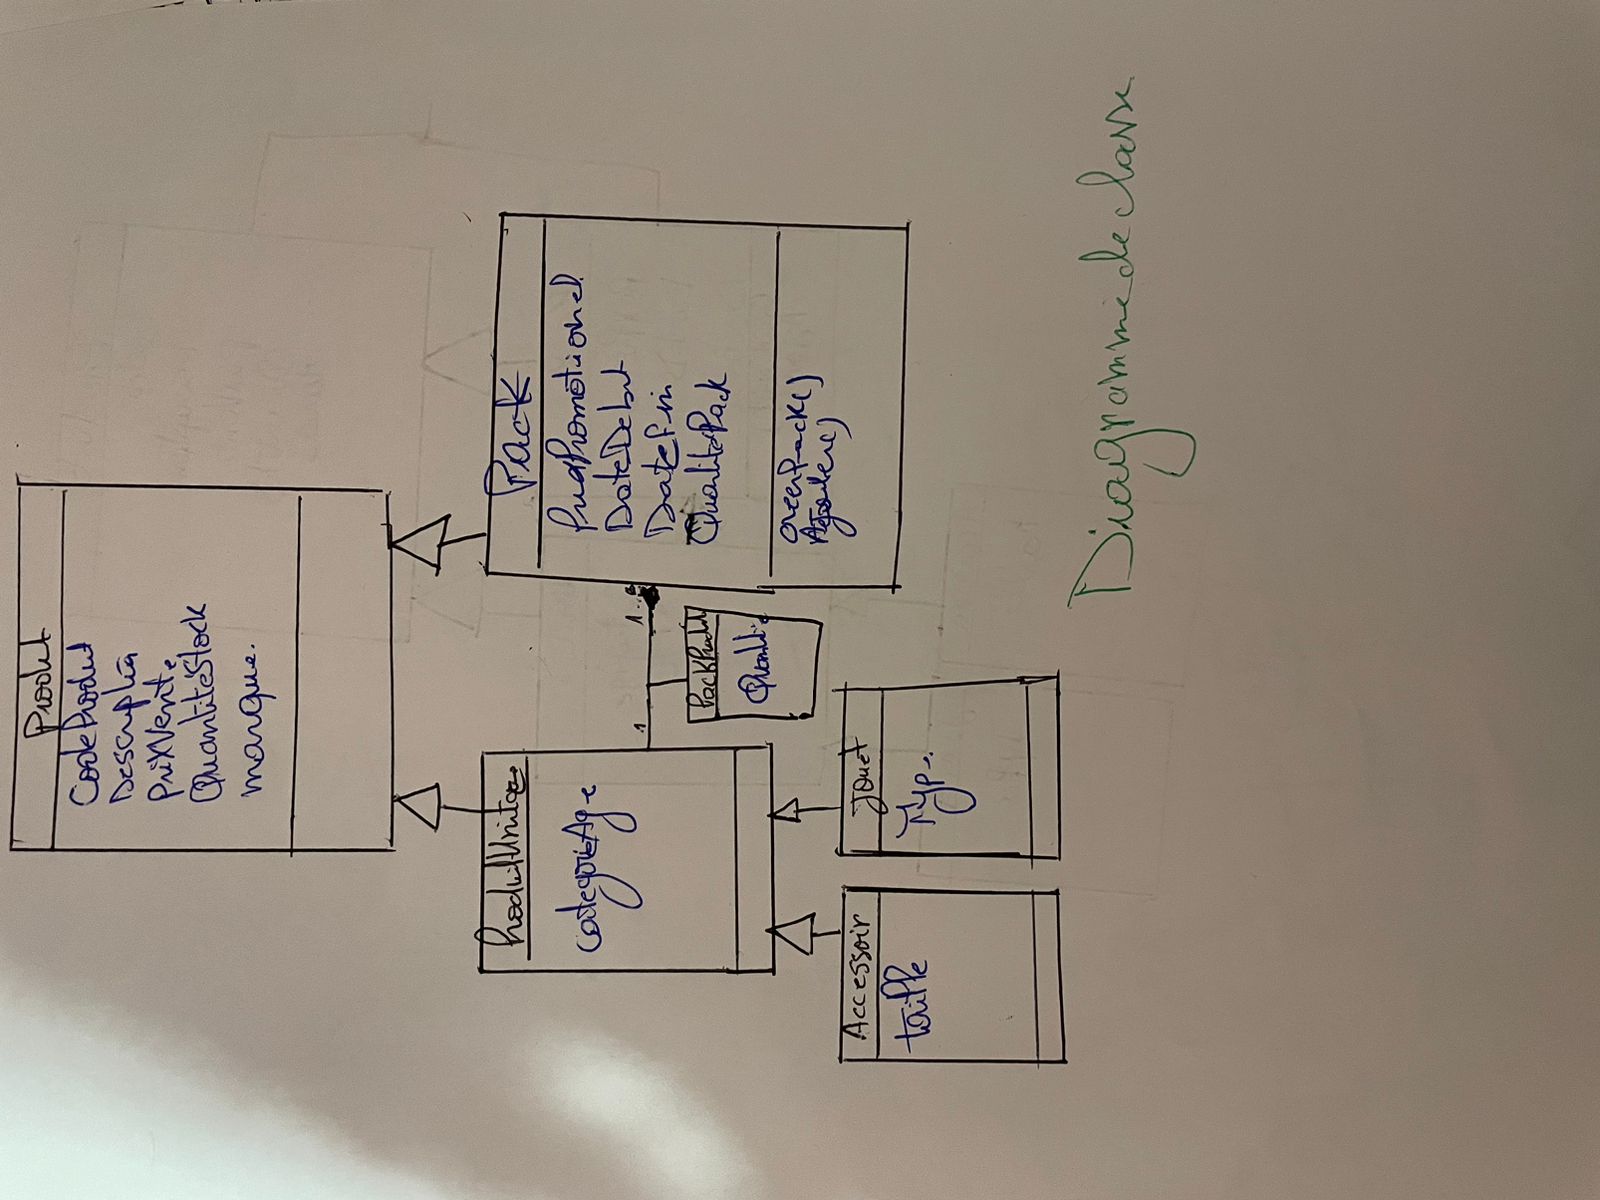 Produit
CodeProduit
Description
PrixVente
QuantiteStock
marque.
ProduitUnitaire
CategorieAge
1
1..*
PackProduit
Quantite
Pack
PrixPromotionel
DateDebut
DateFin
QuantitePack
creerPack()
Ajouter()
Accessoir
taille
Jouet
Type
Diagramme de classe